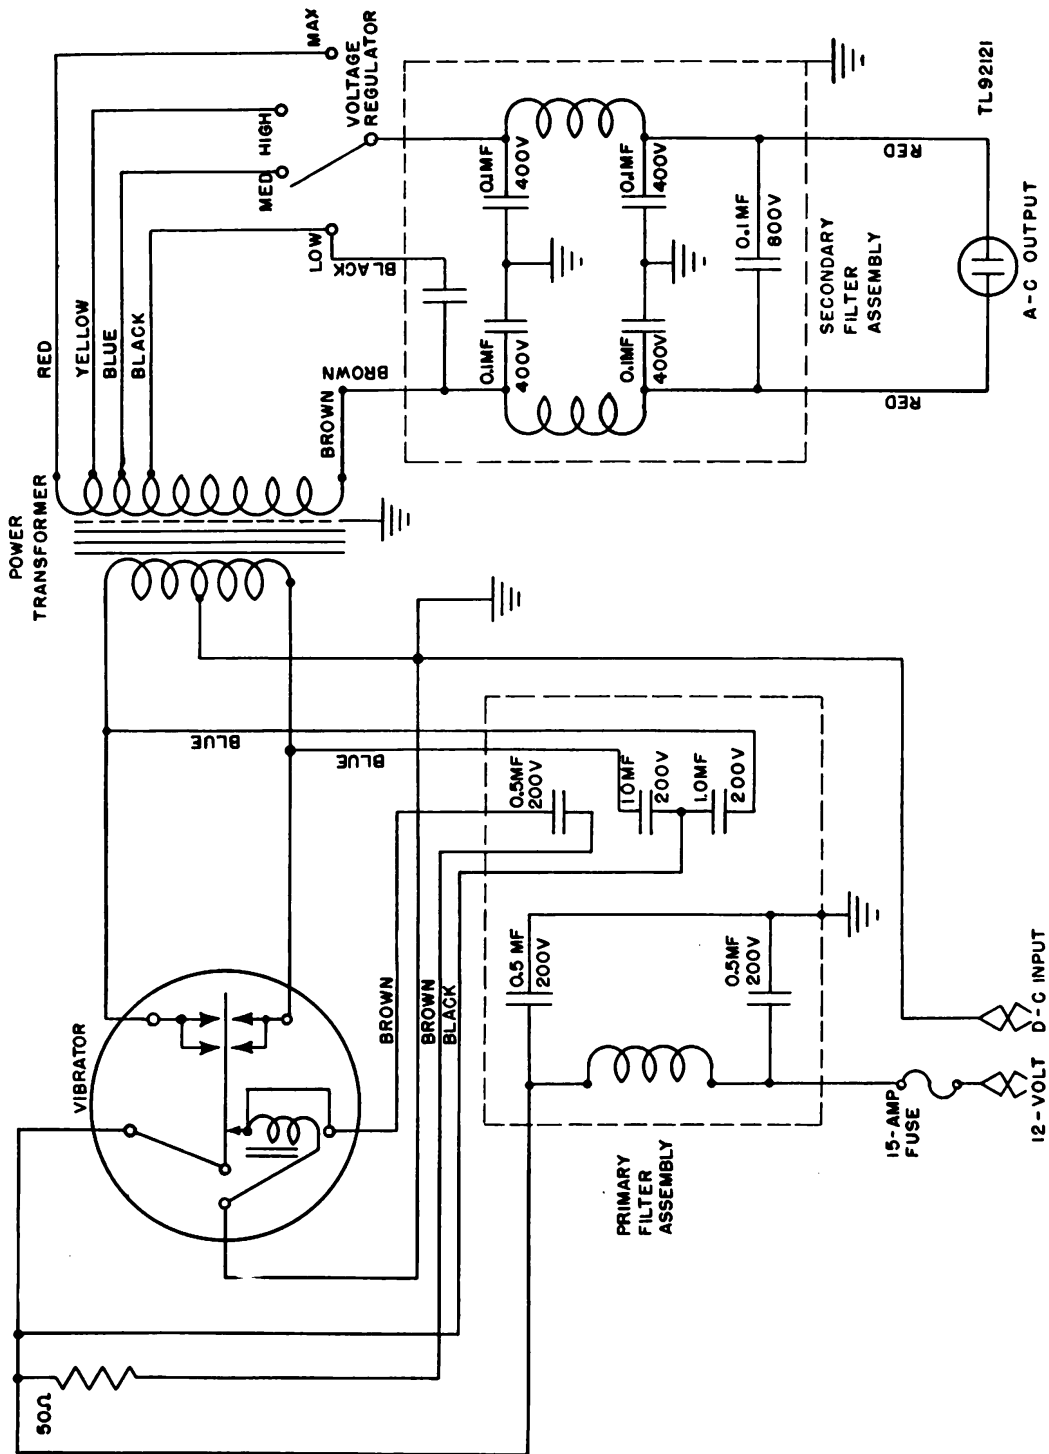 POWER
TRANSFORMER
RED
YELLOW
BLUE
BLACK
MAX
HIGH
MED
LOW
VOLTAGE
REGULATOR
BLACK
BROWN
BROWN
0.1MF
400V
0.1MF
400V
0.1MF
400V
0.1MF
400V
0.1MF
800V
SECONDARY
FILTER
ASSEMBLY
RED
RED
A-C OUTPUT
TL92121
VIBRATOR
BLUE
BLUE
BROWN
BROWN
BLACK
0.5MF
200V
10MF
200V
1.0MF
200V
0.5 MF
200V
0.5MF
200V
50Ω
PRIMARY
FILTER
ASSEMBLY
15-AMP
FUSE
12-VOLT D-C INPUT